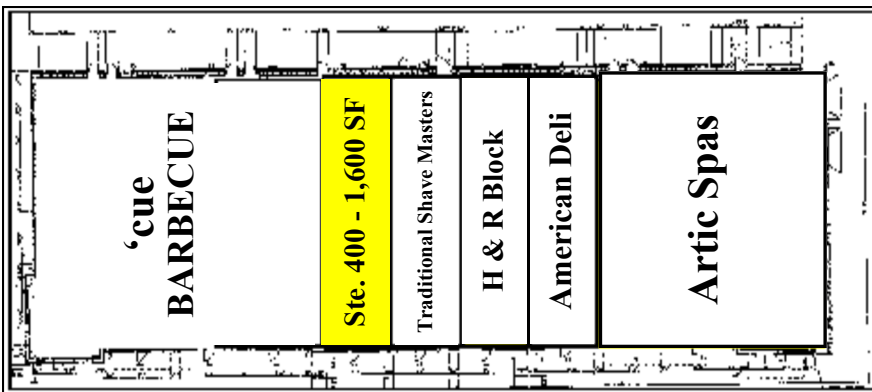 ‘cue
BARBECUE
Ste. 400 - 1,600 SF
Traditional Shave Masters
H & R Block
American Deli
Artic Spas